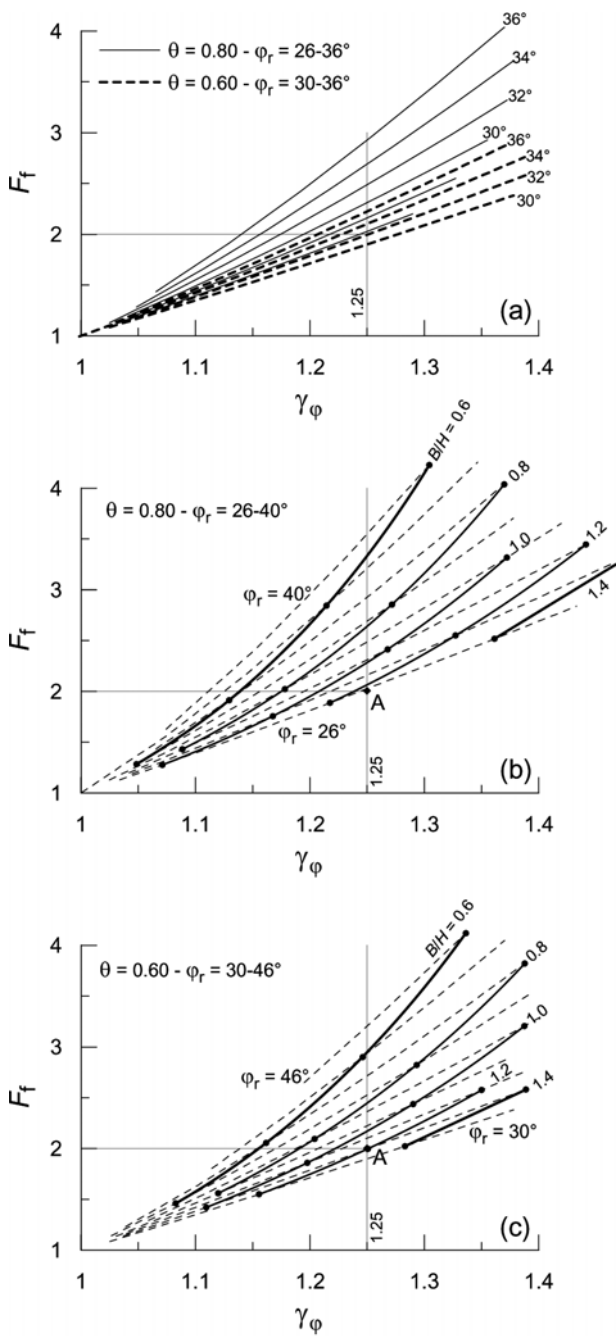 4
36°
θ = 0.80 - φr = 26-36°
θ = 0.60 - φr = 30-36°
34°
32°
3
30°
36°
34°
32°
30°
Ff
2
1.25
(a)
1
1 1.1 1.2 1.3 1.4
γφ
B/H = 0.6
4
0.8
θ = 0.80 - φr = 26-40°
1.0
1.2
3
φr = 40°
1.4
Ff
2
A
φr = 26°
1.25
(b)
1
1 1.1 1.2 1.3 1.4
γφ
B/H = 0.6
4
θ = 0.60 - φr = 30-46°
0.8
1.0
3
φr = 46°
1.2
1.4
Ff
φr = 30°
2
A
1.25
(c)
1
1 1.1 1.2 1.3 1.4
γφ